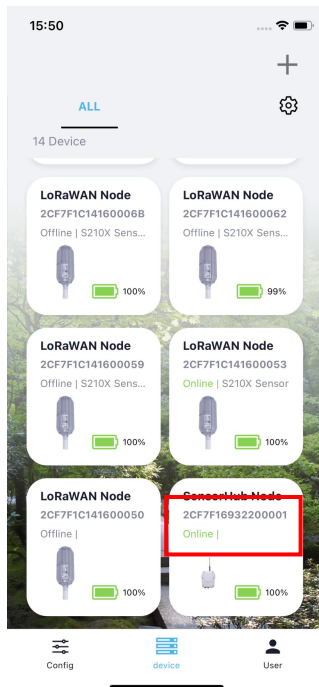 15:50
ALL
14 Device
LoRaWAN Node
2CF7F1C14160006B
Offline | S210X Sens...
100%
LoRaWAN Node
2CF7F1C141600062
Offline | S210X Sens...
99%
LoRaWAN Node
2CF7F1C141600059
Offline | S210X Sens...
100%
LoRaWAN Node
2CF7F1C141600053
Online | S210X Sensor
100%
LoRaWAN Node
2CF7F1C141600050
Offline |
100%
SensorHub Node
2CF7F16932200001
Online |
100%
Config
device
User